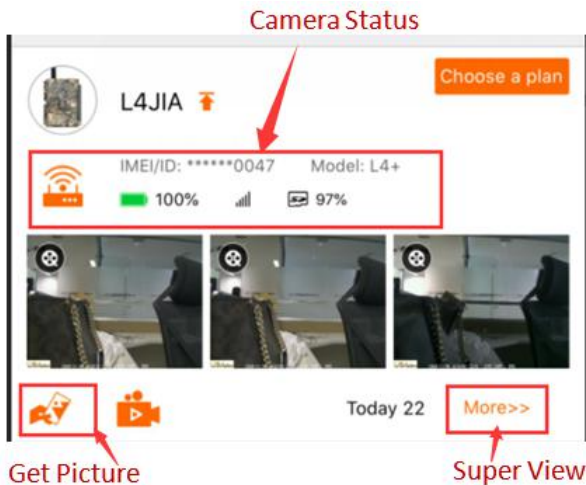 Camera Status
L4JIA
Choose a plan
IMEI/ID: ******0047 Model: L4+
100% 97%
Today 22 More>>
Get Picture Super View